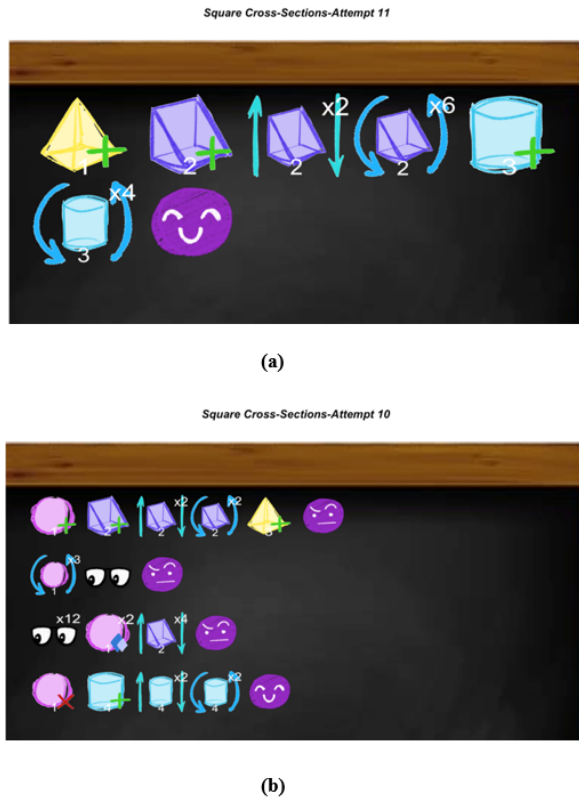 Square Cross-Sections-Attempt 11
1 2 2 x2 2 x6 3
3 x4
(a)
Square Cross-Sections-Attempt 10
1 2 2 x2 2 x2 3
1 x3
x12 1 x2 2 x4
1 4 4 x2 4 x2
(b)